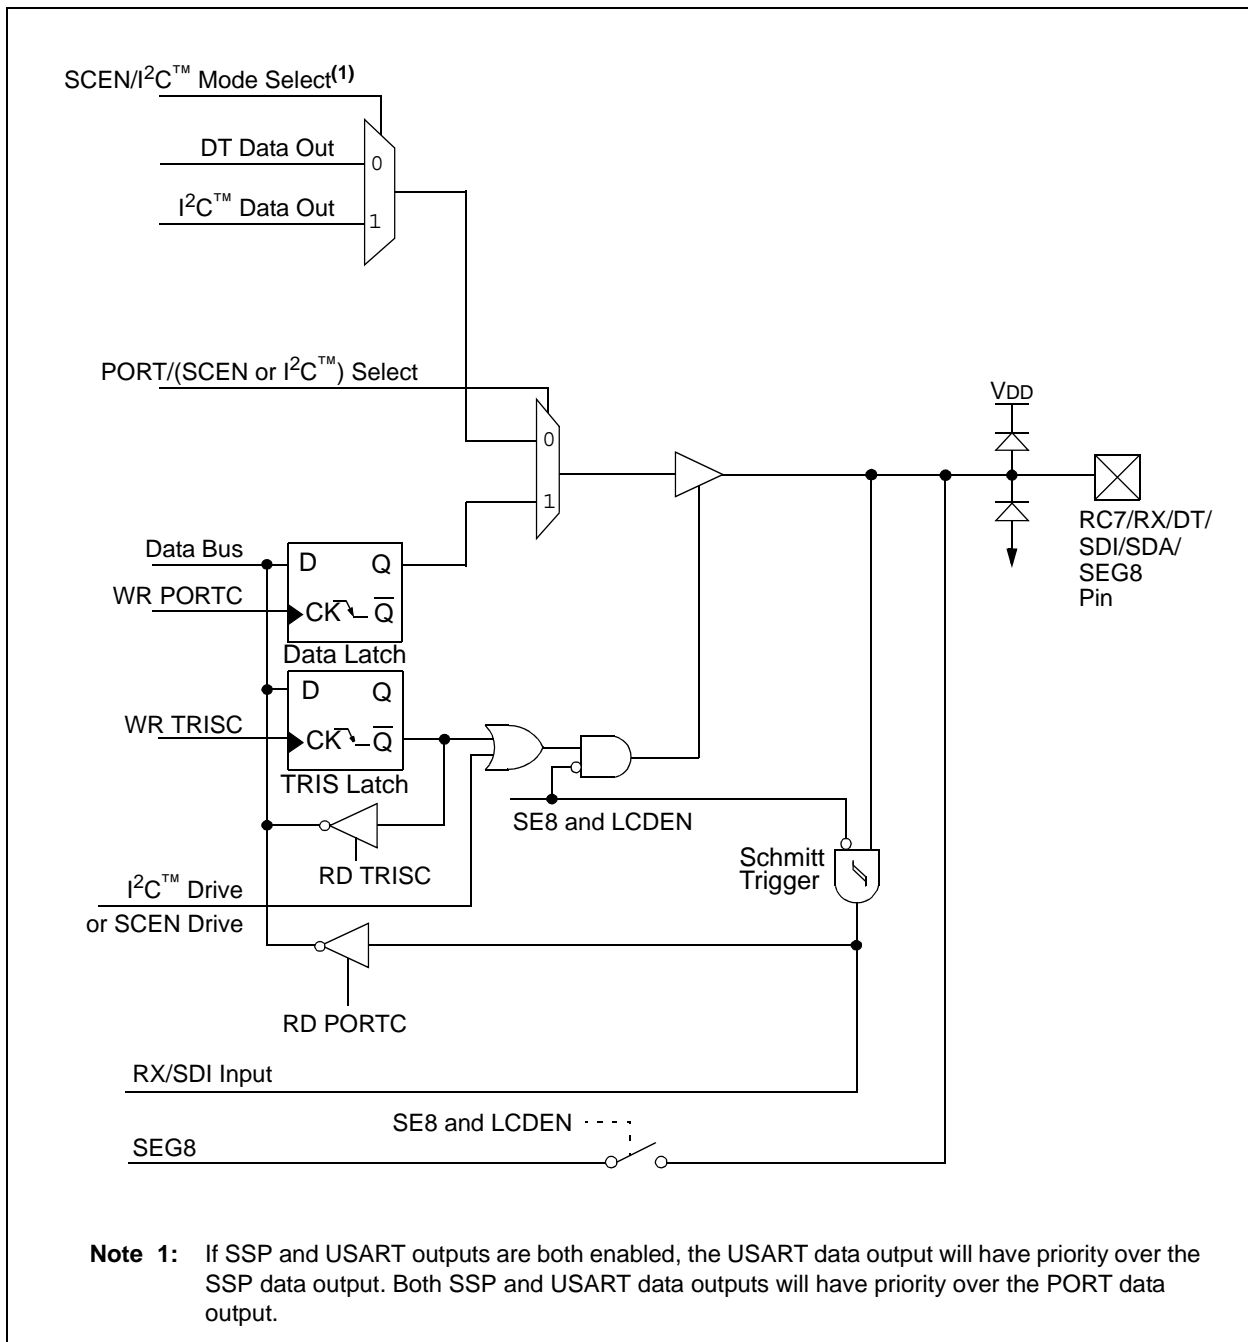 SCEN/I²C™ Mode Select(1)
DT Data Out
0
I²C™ Data Out
1
PORT/(SCEN or I²C™) Select
0
1
VDD
RC7/RX/DT/
SDI/SDA/
SEG8
Pin
Data Bus
D Q
WR PORTC
CK Q̅
Data Latch
D Q
WR TRISC
CK Q̅
TRIS Latch
SE8 and LCDEN
RD TRISC
Schmitt
Trigger
I²C™ Drive
or SCEN Drive
RD PORTC
RX/SDI Input
SE8 and LCDEN
SEG8
Note 1: If SSP and USART outputs are both enabled, the USART data output will have priority over the
SSP data output. Both SSP and USART data outputs will have priority over the PORT data
output.